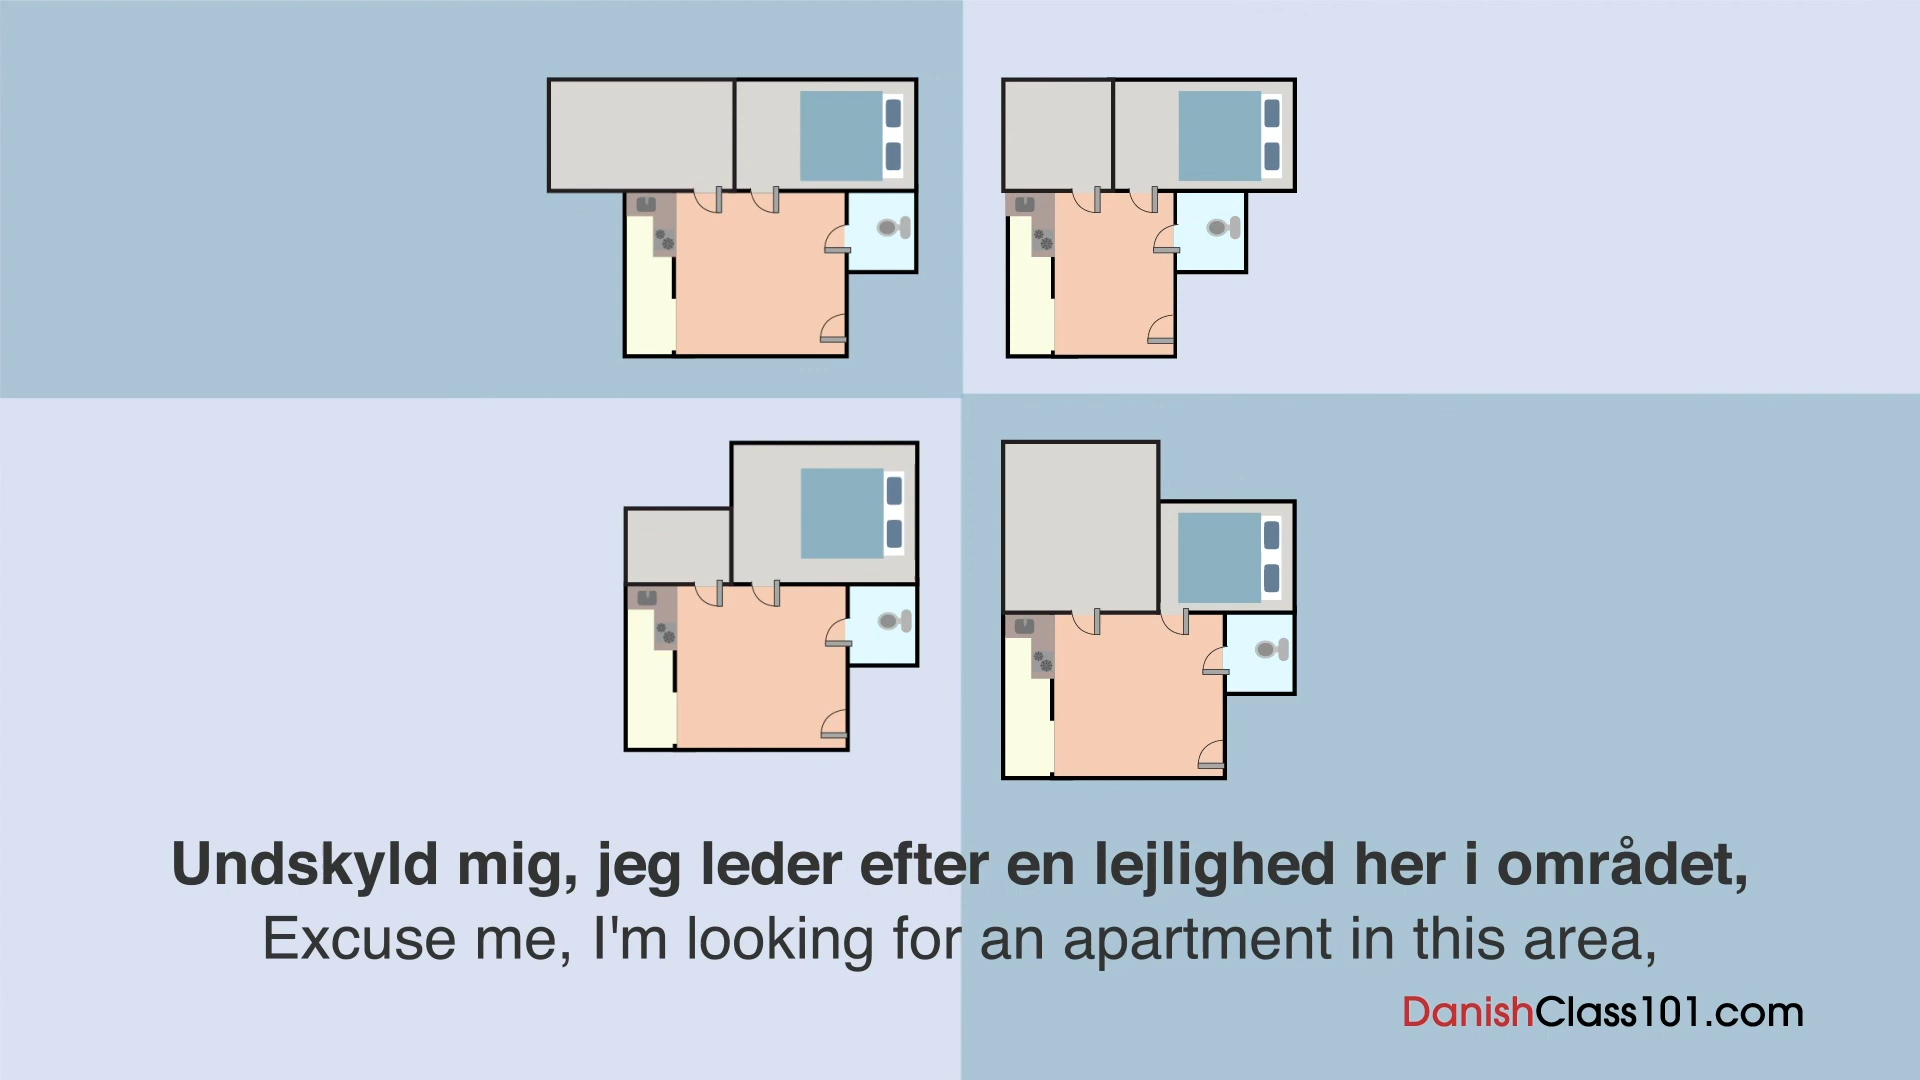 Undskyld mig, jeg leder efter en lejlighed her i området,
Excuse me, I'm looking for an apartment in this area,
DanishClass101.com